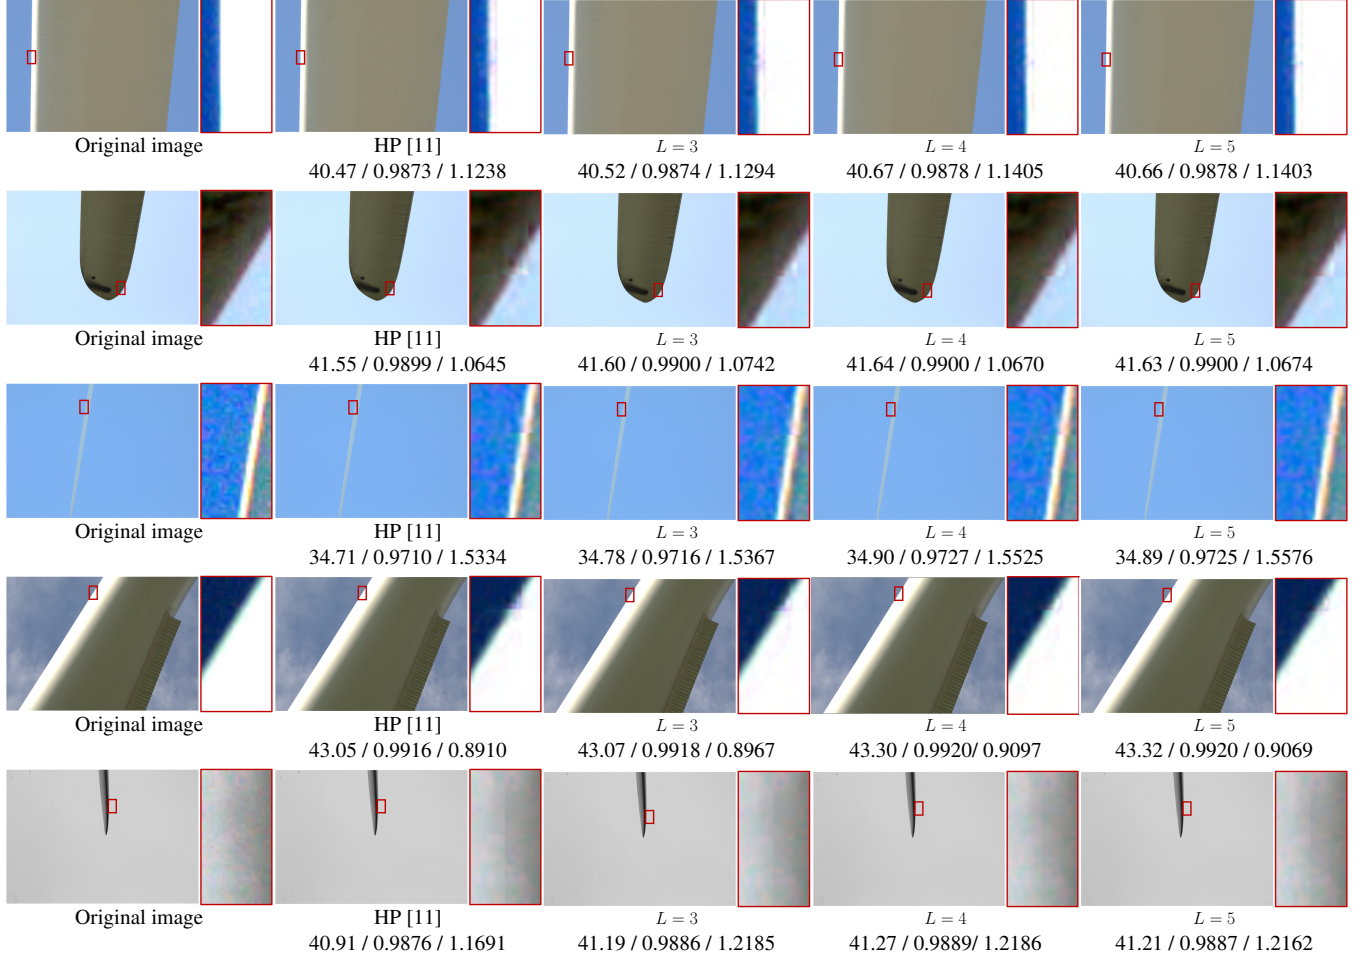 Original image HP [11] L = 3 L = 4 L = 5
40.47 / 0.9873 / 1.1238 40.52 / 0.9874 / 1.1294 40.67 / 0.9878 / 1.1405 40.66 / 0.9878 / 1.1403
Original image HP [11] L = 3 L = 4 L = 5
41.55 / 0.9899 / 1.0645 41.60 / 0.9900 / 1.0742 41.64 / 0.9900 / 1.0670 41.63 / 0.9900 / 1.0674
Original image HP [11] L = 3 L = 4 L = 5
34.71 / 0.9710 / 1.5334 34.78 / 0.9716 / 1.5367 34.90 / 0.9727 / 1.5525 34.89 / 0.9725 / 1.5576
Original image HP [11] L = 3 L = 4 L = 5
43.05 / 0.9916 / 0.8910 43.07 / 0.9918 / 0.8967 43.30 / 0.9920/ 0.9097 43.32 / 0.9920 / 0.9069
Original image HP [11] L = 3 L = 4 L = 5
40.91 / 0.9876 / 1.1691 41.19 / 0.9886 / 1.2185 41.27 / 0.9889/ 1.2186 41.21 / 0.9887 / 1.2162